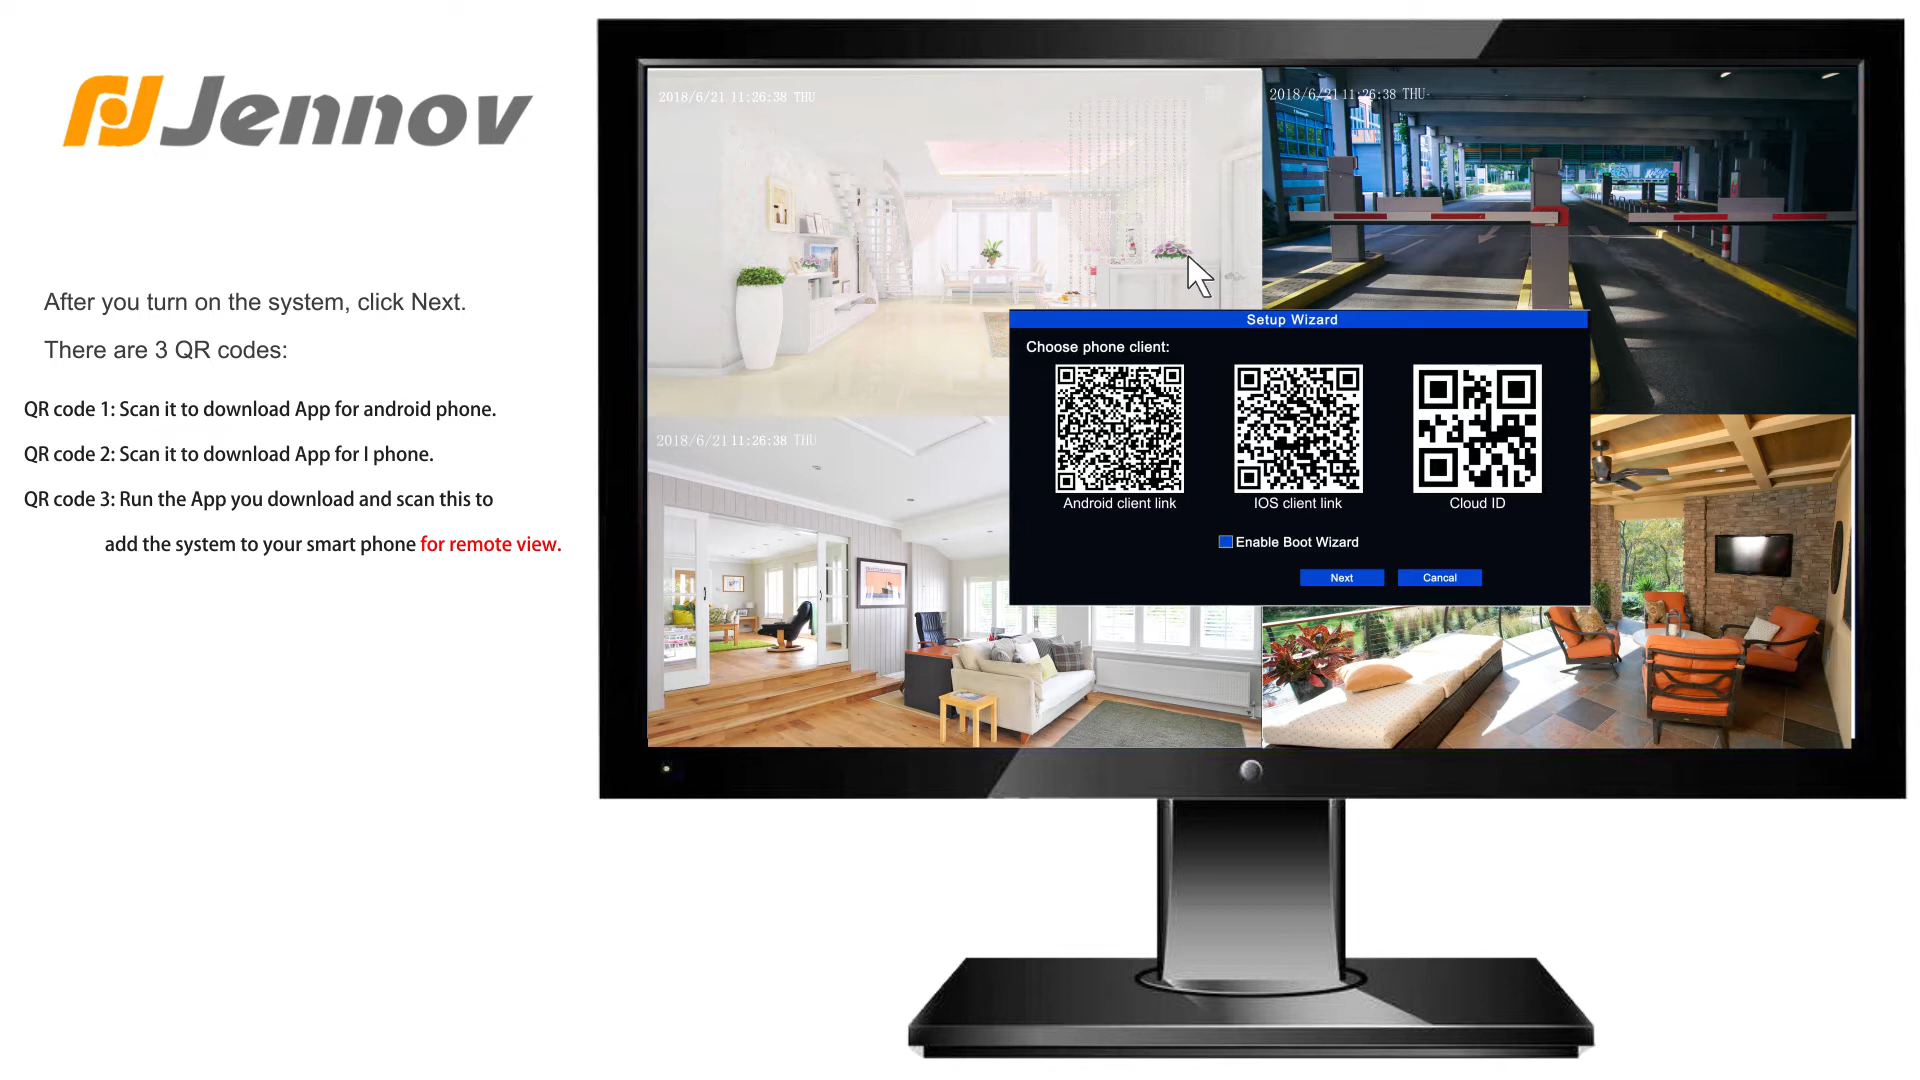 Jennov
After you turn on the system, click Next.
There are 3 QR codes:
QR code 1: Scan it to download App for android phone.
QR code 2: Scan it to download App for I phone.
QR code 3: Run the App you download and scan this to
add the system to your smart phone for remote view.
2018/6/21 11:26:38 THU
2018/6/21 11:26:38 THU
2018/6/21 11:26:38 THU
Setup Wizard
Choose phone client:
Android client link
IOS client link
Cloud ID
Enable Boot Wizard
Next
Cancal